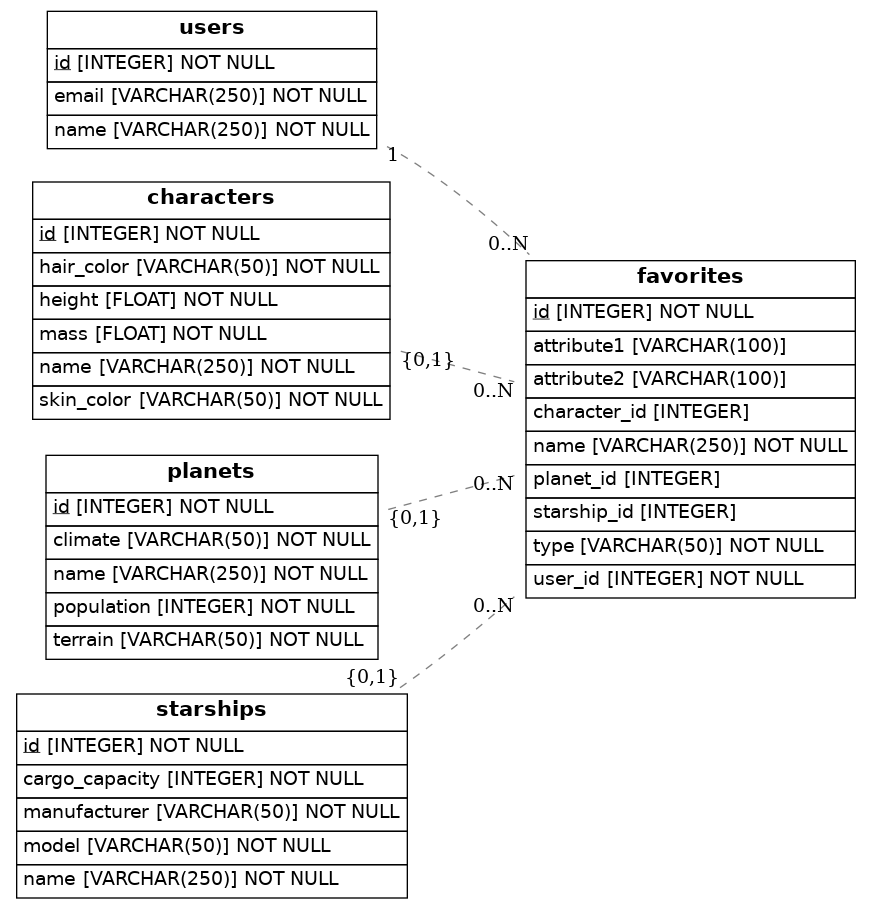 users
id [INTEGER] NOT NULL
email [VARCHAR(250)] NOT NULL
name [VARCHAR(250)] NOT NULL
1
0..N
characters
id [INTEGER] NOT NULL
hair_color [VARCHAR(50)] NOT NULL
height [FLOAT] NOT NULL
mass [FLOAT] NOT NULL
name [VARCHAR(250)] NOT NULL
skin_color [VARCHAR(50)] NOT NULL
{0,1}
0..N
planets
id [INTEGER] NOT NULL
climate [VARCHAR(50)] NOT NULL
name [VARCHAR(250)] NOT NULL
population [INTEGER] NOT NULL
terrain [VARCHAR(50)] NOT NULL
0..N
{0,1}
starships
id [INTEGER] NOT NULL
cargo_capacity [INTEGER] NOT NULL
manufacturer [VARCHAR(50)] NOT NULL
model [VARCHAR(50)] NOT NULL
name [VARCHAR(250)] NOT NULL
0..N
{0,1}
favorites
id [INTEGER] NOT NULL
attribute1 [VARCHAR(100)]
attribute2 [VARCHAR(100)]
character_id [INTEGER]
name [VARCHAR(250)] NOT NULL
planet_id [INTEGER]
starship_id [INTEGER]
type [VARCHAR(50)] NOT NULL
user_id [INTEGER] NOT NULL